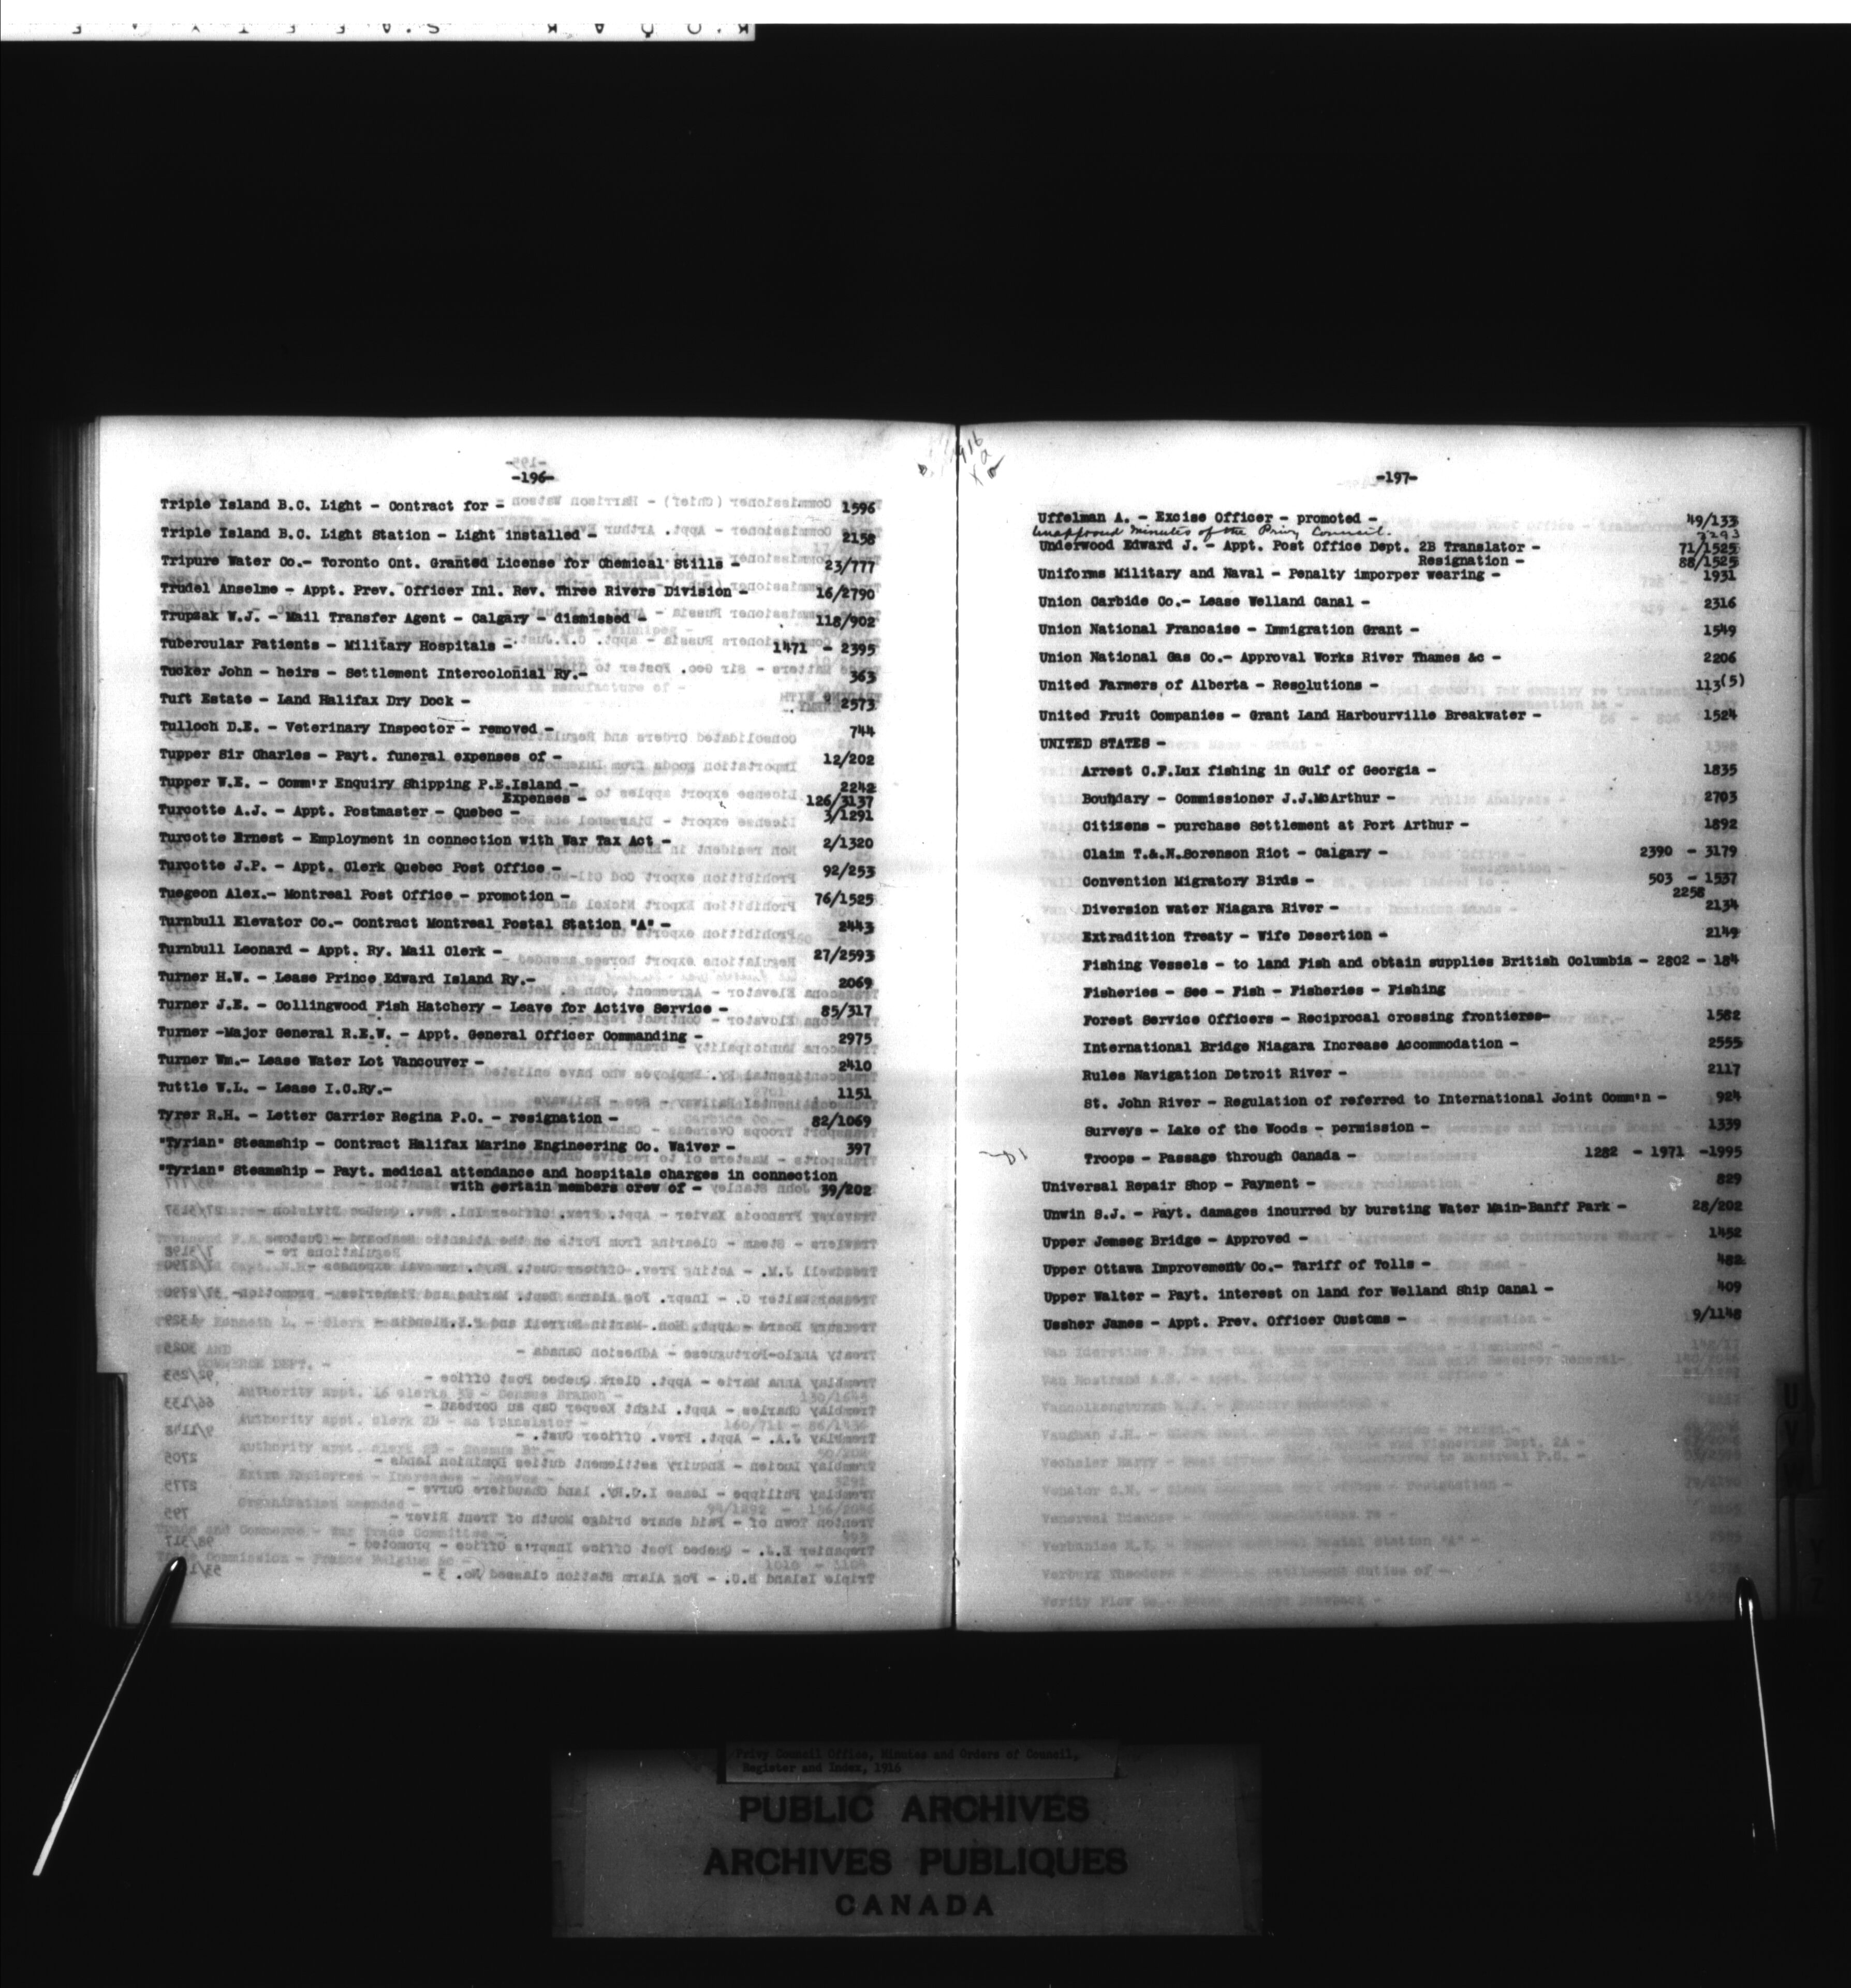 -196-
Triple Island B.C. Light - Contract for - 1596
Triple Island B.C. Light Station - Light installed - 2158
Tripure Water Co.- Toronto Ont. Granted License for Chemical Stills - 23/777
Trudel Anselme - Appt. Prev. Officer Inl. Rev. Three Rivers Division - 16/2790
Trupsak W.J. - Mail Transfer Agent - Calgary - dismissed - 118/902
Tubercular Patients - Military Hospitals - 1471 - 2395
Tucker John - heirs - Settlement Intercolonial Ry.- 363
Tuft Estate - Land Halifax Dry Dock - 2573
Tulloch D.E. - Veterinary Inspector - removed - 744
Tupper Sir Charles - Payt. funeral expenses of - 12/202
Tupper W.E. - Comm'r Enquiry Shipping P.E.Island - 2242
Expenses - 126/3137
Turcotte A.J. - Appt. Postmaster - Quebec - 3/1291
Turcotte Ernest - Employment in connection with War Tax Act - 2/1320
Turcotte J.P. - Appt. Clerk Quebec Post Office - 92/253
Tuegeon Alex.- Montreal Post Office - promotion - 76/1525
Turnbull Elevator Co.- Contract Montreal Postal Station "A" - 2443
Turnbull Leonard - Appt. Ry. Mail Clerk - 27/2593
Turner H.W. - Lease Prince Edward Island Ry.- 2069
Turner J.E. - Collingwood Fish Hatchery - Leave for Active Service - 85/317
Turner -Major General R.E.W. - Appt. General Officer Commanding - 2975
Turner Wm.- Lease Water Lot Vancouver - 2410
Tuttle W.L. - Lease I.C.Ry.- 1151
Tyrer R.H. - Letter Carrier Regina P.O. - resignation - 82/1069
"Tyrian" Steamship - Contract Halifax Marine Engineering Co. Waiver - 397
"Tyrian" Steamship - Payt. medical attendance and hospitals charges in connection
with certain members crew of - 39/202
-197-
Uffelman A. - Excise Officer - promoted - 49/133
Unapproved Minutes of the Privy Council. 3293
Underwood Edward J. - Appt. Post Office Dept. 2B Translator - 71/1525
Resignation - 88/1525
Uniforms Military and Naval - Penalty imporper wearing - 1931
Union Carbide Co.- Lease Welland Canal - 2316
Union National Francaise - Immigration Grant - 1549
Union National Gas Co.- Approval Works River Thames &c - 2206
United Farmers of Alberta - Resolutions - 113(5)
United Fruit Companies - Grant Land Harbourville Breakwater - 1524
UNITED STATES -
Arrest C.F.Lux fishing in Gulf of Georgia - 1835
Boundary - Commissioner J.J.McArthur - 2703
Citizens - purchase Settlement at Port Arthur - 1892
Claim T.&.N.Sorenson Riot - Calgary - 2390 - 3179
Convention Migratory Birds - 503 - 1537
2258
Diversion water Niagara River - 2134
Extradition Treaty - Wife Desertion - 2149
Fishing Vessels - to land Fish and obtain supplies British Columbia - 2802 - 184
Fisheries - See - Fish - Fisheries - Fishing
Forest Service Officers - Reciprocal crossing frontieres- 1582
International Bridge Niagara Increase Accommodation - 2555
Rules Navigation Detroit River - 2117
St. John River - Regulation of referred to International Joint Comm'n - 924
Surveys - Lake of the Woods - permission - 1339
Troops - Passage through Canada - 1282 - 1971 -1995
Universal Repair Shop - Payment - 829
Unwin S.J. - Payt. damages incurred by bursting Water Main-Banff Park - 28/202
Upper Jemseg Bridge - Approved - 1452
Upper Ottawa Improvement Co.- Tariff of Tolls - 482
Upper Walter - Payt. interest on land for Welland Ship Canal - 409
Ussher James - Appt. Prev. Officer Customs - 9/1148
Privy Council Office, Minutes and Orders of Council,
Register and Index, 1916
PUBLIC ARCHIVES
ARCHIVES PUBLIQUES
CANADA